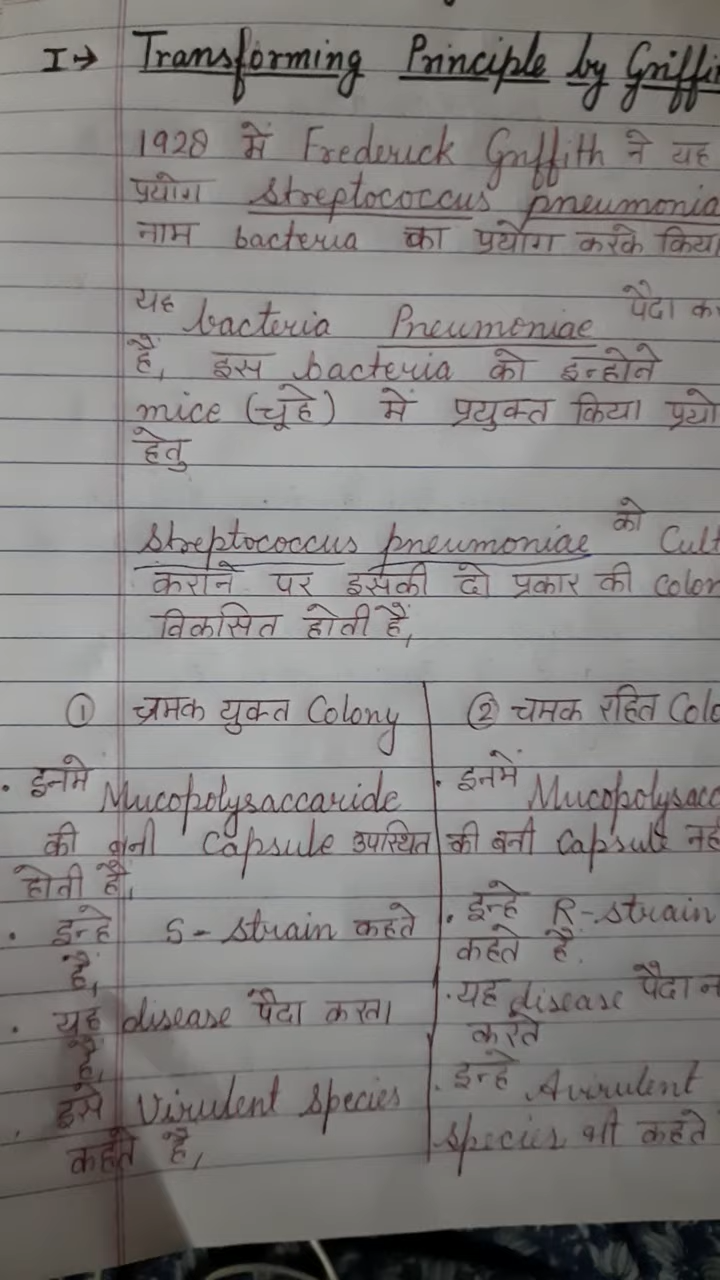 I → Transforming Principle by Griffi
1928 में Frederick Griffith ने यह
प्रयोग Streptococcus pneumonia
नाम bacteria का प्रयोग करके किया
यह bacteria Pneumoniae पैदा क
है, इस bacteria को इन्होने
mice (चूहे) में प्रयुक्त किया प्रयो
हेतु
Streptococcus pneumoniae को Cult
कराने पर इसकी दो प्रकार की Colon
विकसित होती हैं,
① चमक युक्त Colony
• इनमे Mucopolysaccaride
की बनी Capsule उपस्थित
होती है,
• इन्हे S- Strain कहते
हैं,
• यह disease पैदा करता
है,
• इसे Virulent Species
कहते है,
② चमक रहित Colo
• इनमें Mucopolysacc
की बनी Capsule नह
• इन्हे R-Strain
कहते है.
• यह disease पैदा न
करते
• इन्हे Avirulent
Species भी कहते